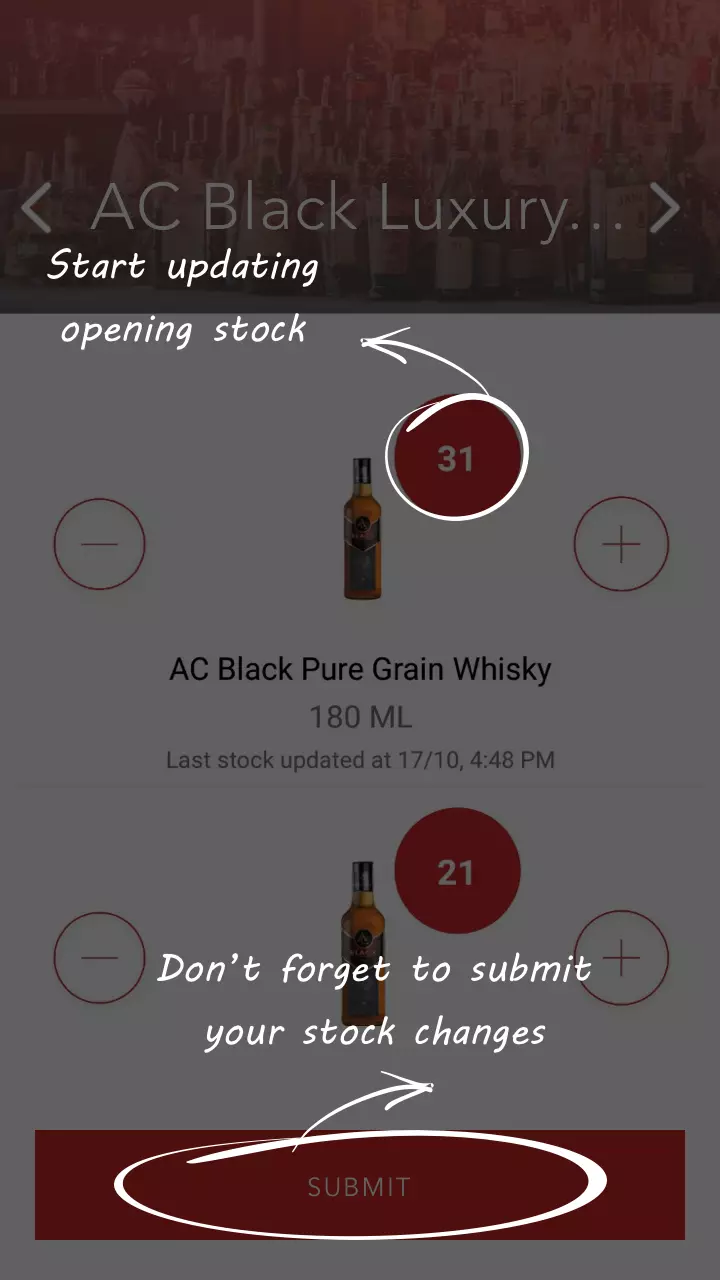 AC Black Luxury...
Start updating
opening stock
31
AC Black Pure Grain Whisky
180 ML
Last stock updated at 17/10, 4:48 PM
21
Don't forget to submit
your stock changes
SUBMIT